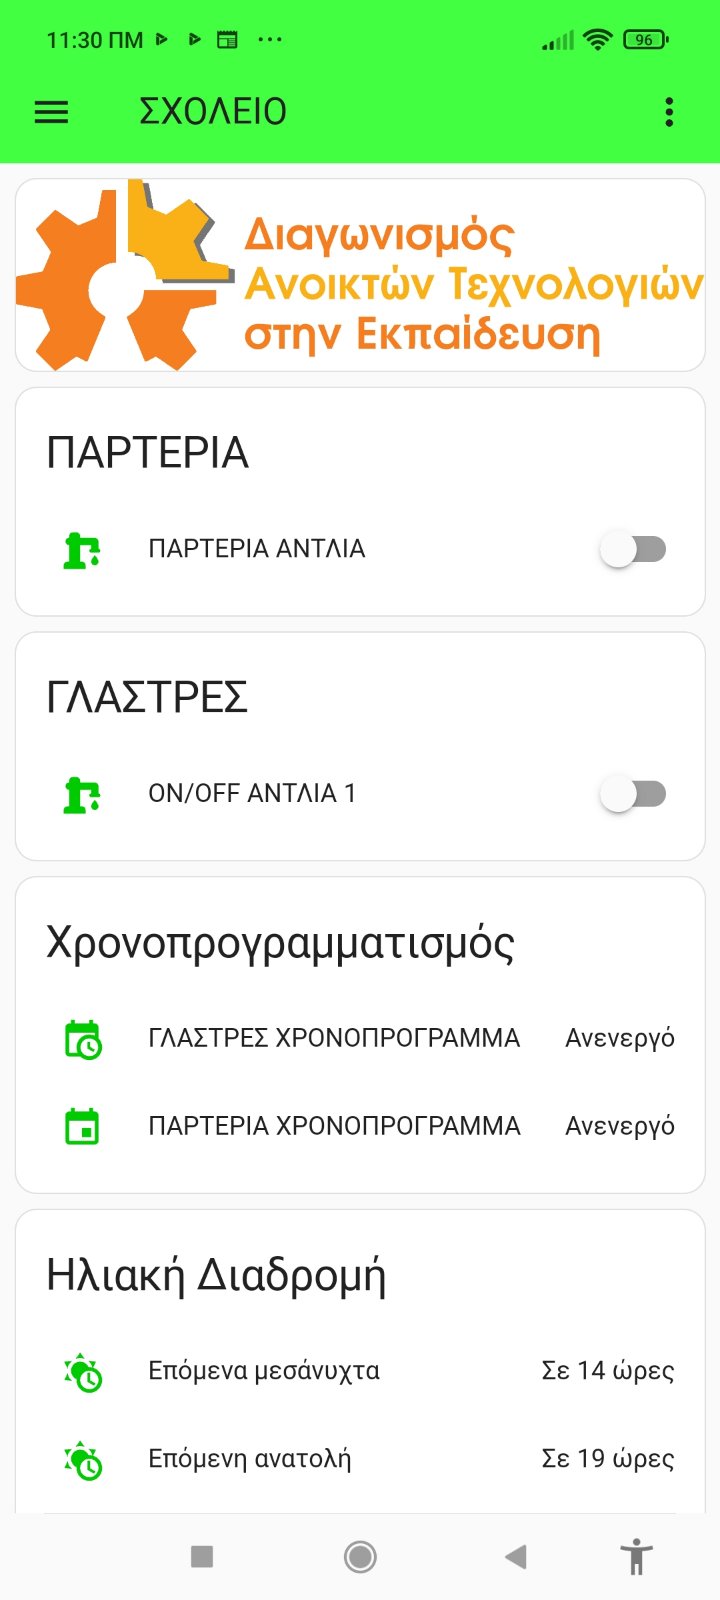 11:30 ΠΜ
96
ΣΧΟΛΕΙΟ
Διαγωνισμός
Ανοικτών Τεχνολογιών
στην Εκπαίδευση
ΠΑΡΤΕΡΙΑ
ΠΑΡΤΕΡΙΑ ΑΝΤΛΙΑ
ΓΛΑΣΤΡΕΣ
ON/OFF ΑΝΤΛΙΑ 1
Χρονοπρογραμματισμός
ΓΛΑΣΤΡΕΣ ΧΡΟΝΟΠΡΟΓΡΑΜΜΑ Ανενεργό
ΠΑΡΤΕΡΙΑ ΧΡΟΝΟΠΡΟΓΡΑΜΜΑ Ανενεργό
Ηλιακή Διαδρομή
Επόμενα μεσάνυχτα Σε 14 ώρες
Επόμενη ανατολή Σε 19 ώρες